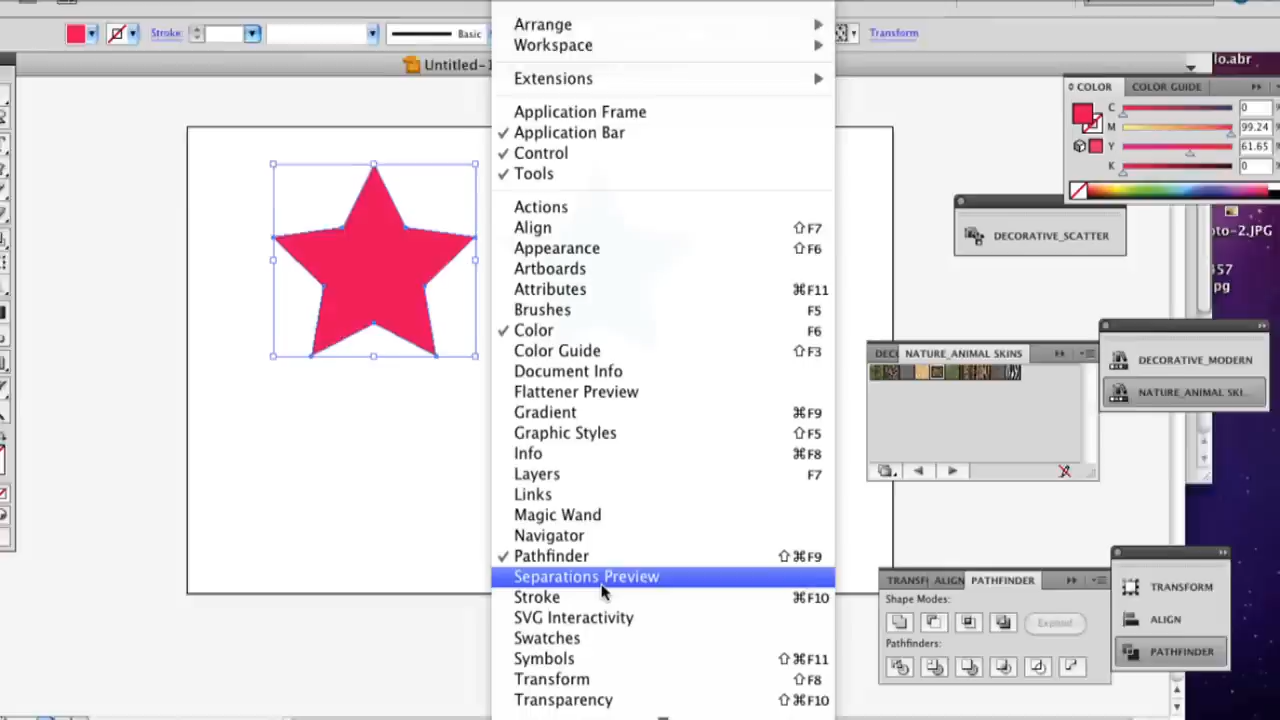 Stroke:
Basic
Transform
Untitled-1
lo.abr
Arrange
Workspace
Extensions
Application Frame
✓ Application Bar
✓ Control
✓ Tools
Actions
Align ⇧F7
Appearance ⇧F6
Artboards
Attributes ⌘F11
Brushes F5
✓ Color F6
Color Guide ⇧F3
Document Info
Flattener Preview
Gradient ⌘F9
Graphic Styles ⇧F5
Info ⌘F8
Layers F7
Links
Magic Wand
Navigator
✓ Pathfinder ⇧⌘F9
Separations Preview
Stroke ⌘F10
SVG Interactivity
Swatches
Symbols ⇧⌘F11
Transform ⇧F8
Transparency ⇧⌘F10
COLOR COLOR GUIDE
C 0 %
M 99.24 %
Y 61.65 %
K 0 %
DECORATIVE_SCATTER
oto-2.JPG
457
pg
DECO NATURE_ANIMAL SKINS
DECORATIVE_MODERN
NATURE_ANIMAL SKI...
TRANSF ALIGN PATHFINDER
Shape Modes:
Expand
Pathfinders:
TRANSFORM
ALIGN
PATHFINDER